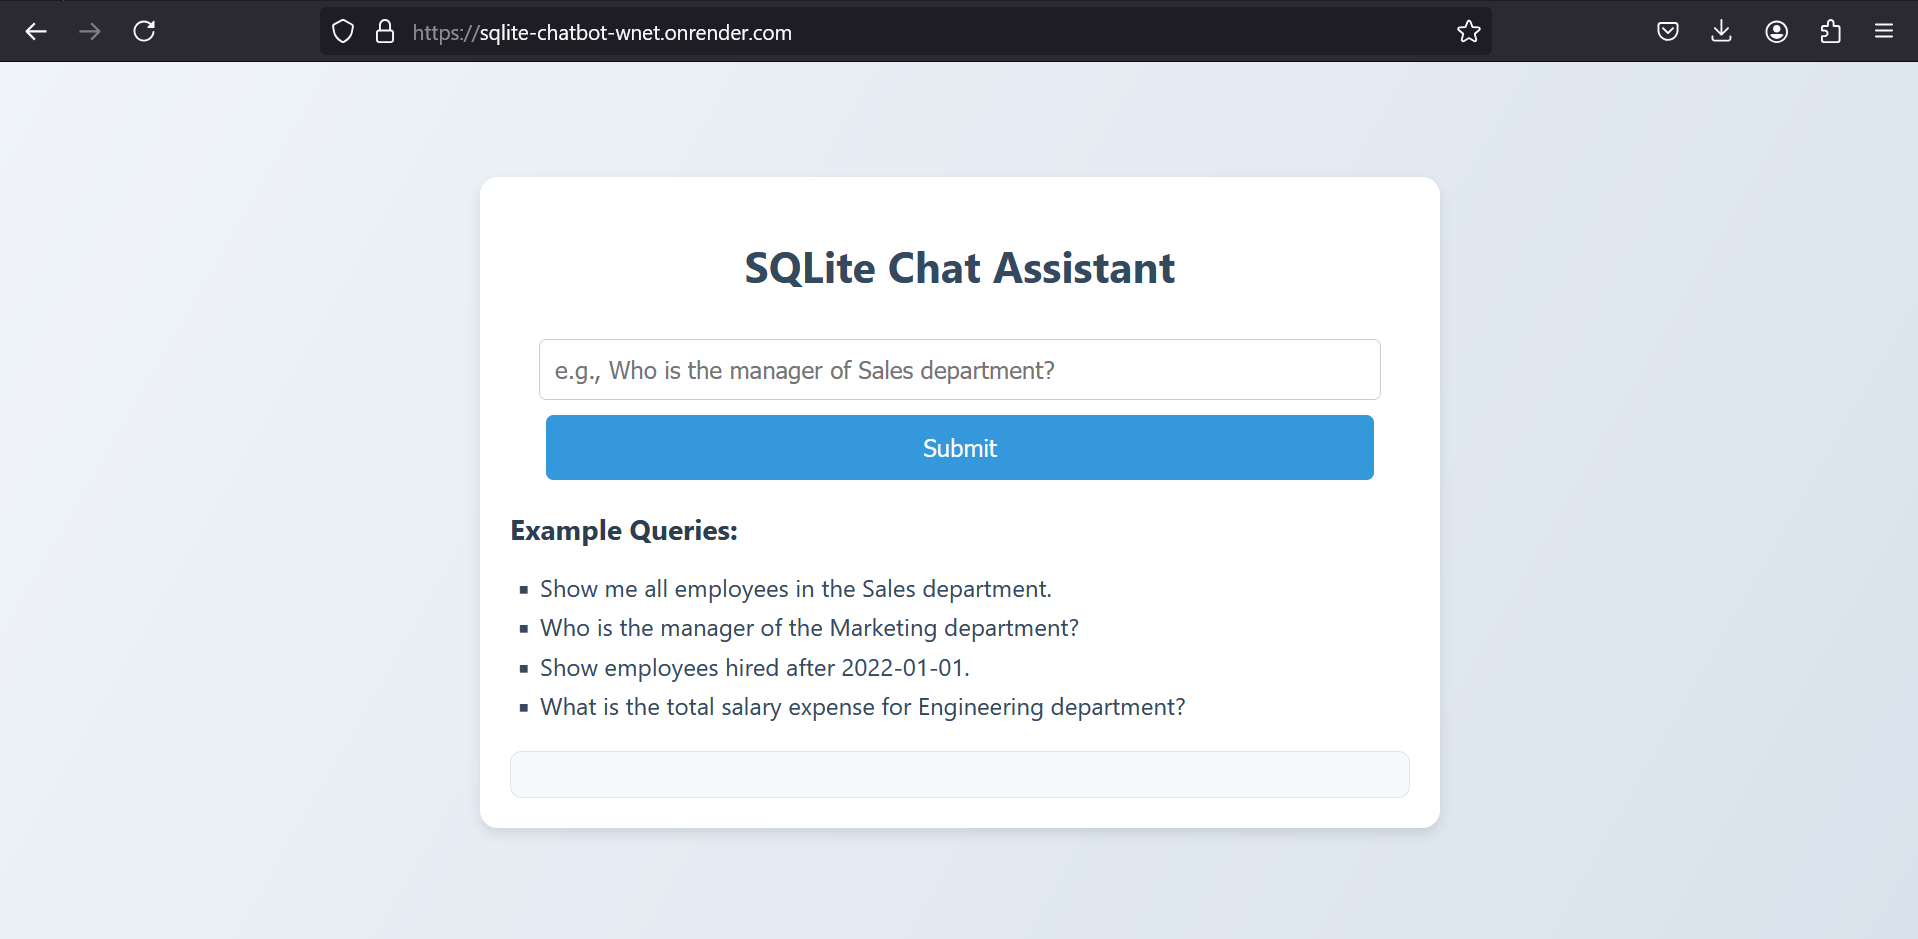 https://sqlite-chatbot-wnet.onrender.com
SQLite Chat Assistant
e.g., Who is the manager of Sales department?
Submit
Example Queries:
Show me all employees in the Sales department.
Who is the manager of the Marketing department?
Show employees hired after 2022-01-01.
What is the total salary expense for Engineering department?